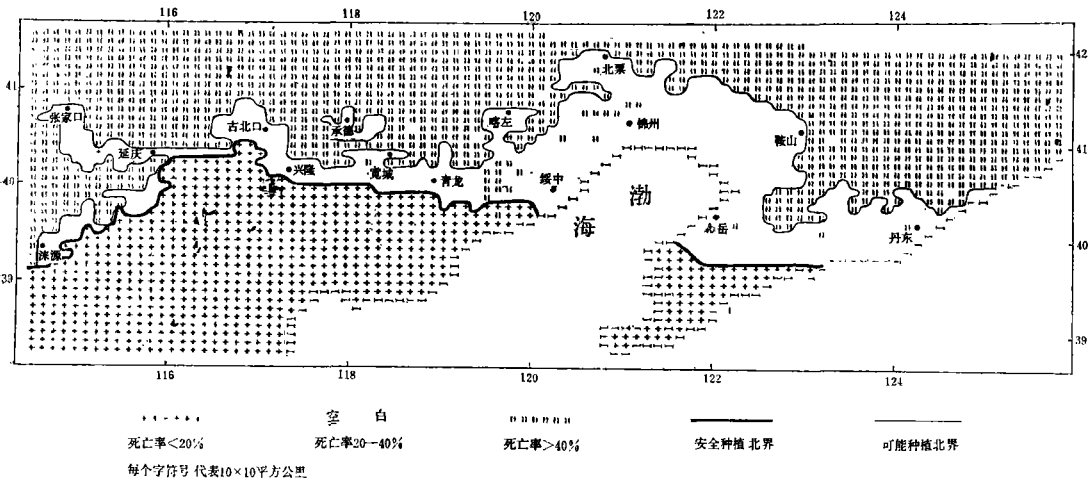 116 118 120 122 124
42
41
北票
张家口
喀左
承德
古北口
锦州
鞍山
延庆
41
兴隆
宽城
青龙
40
绥中
渤
海
丹东
涞源
40
39
39
116 118 120 122 124
空 白
死亡率<20% 死亡率20—40% 死亡率>40% 安全种植北界 可能种植北界
每个字符号代表10×10平方公里